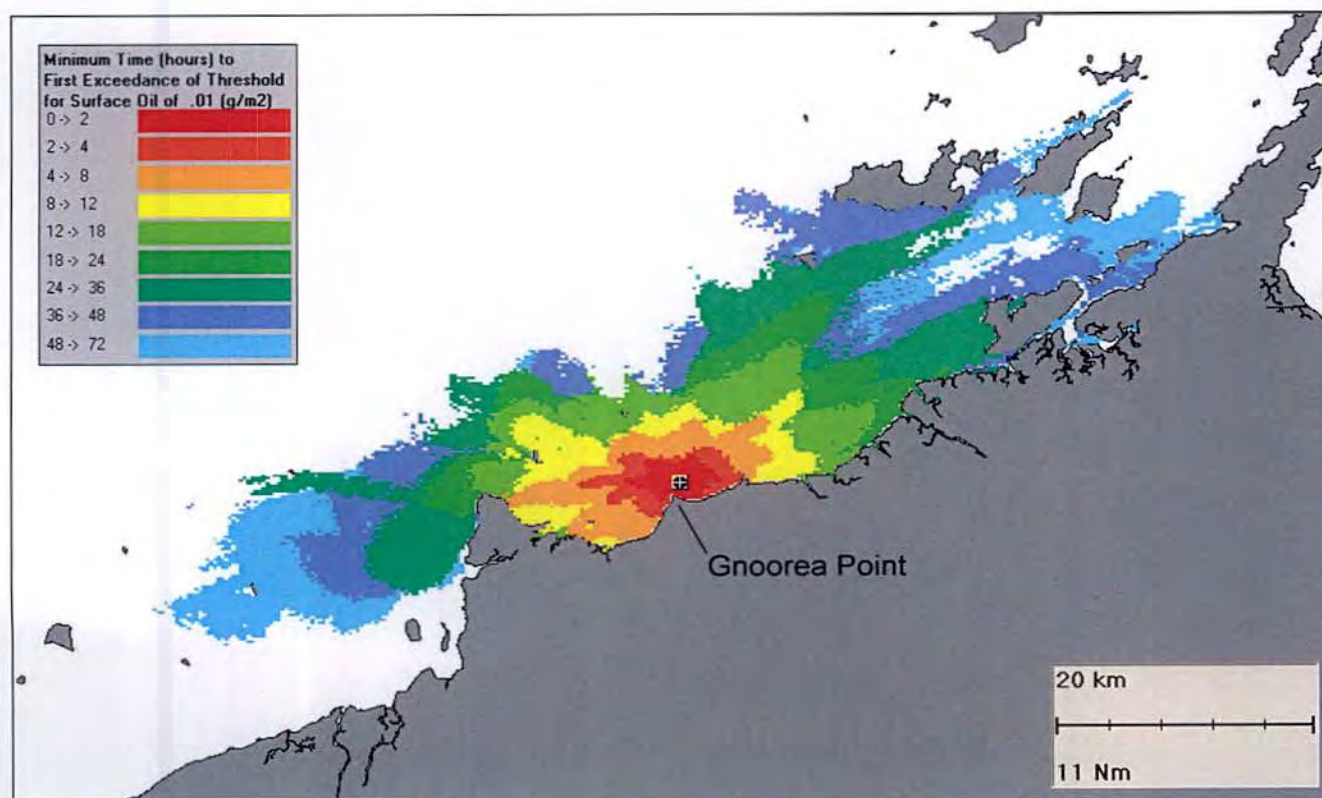 Minimum Time (hours) to
First Exceedance of Threshold
for Surface Oil of .01 (g/m2)
0 -> 2
2 -> 4
4 -> 8
8 -> 12
12 -> 18
18 -> 24
24 -> 36
36 -> 48
48 -> 72
Gnoorea Point
20 km
11 Nm